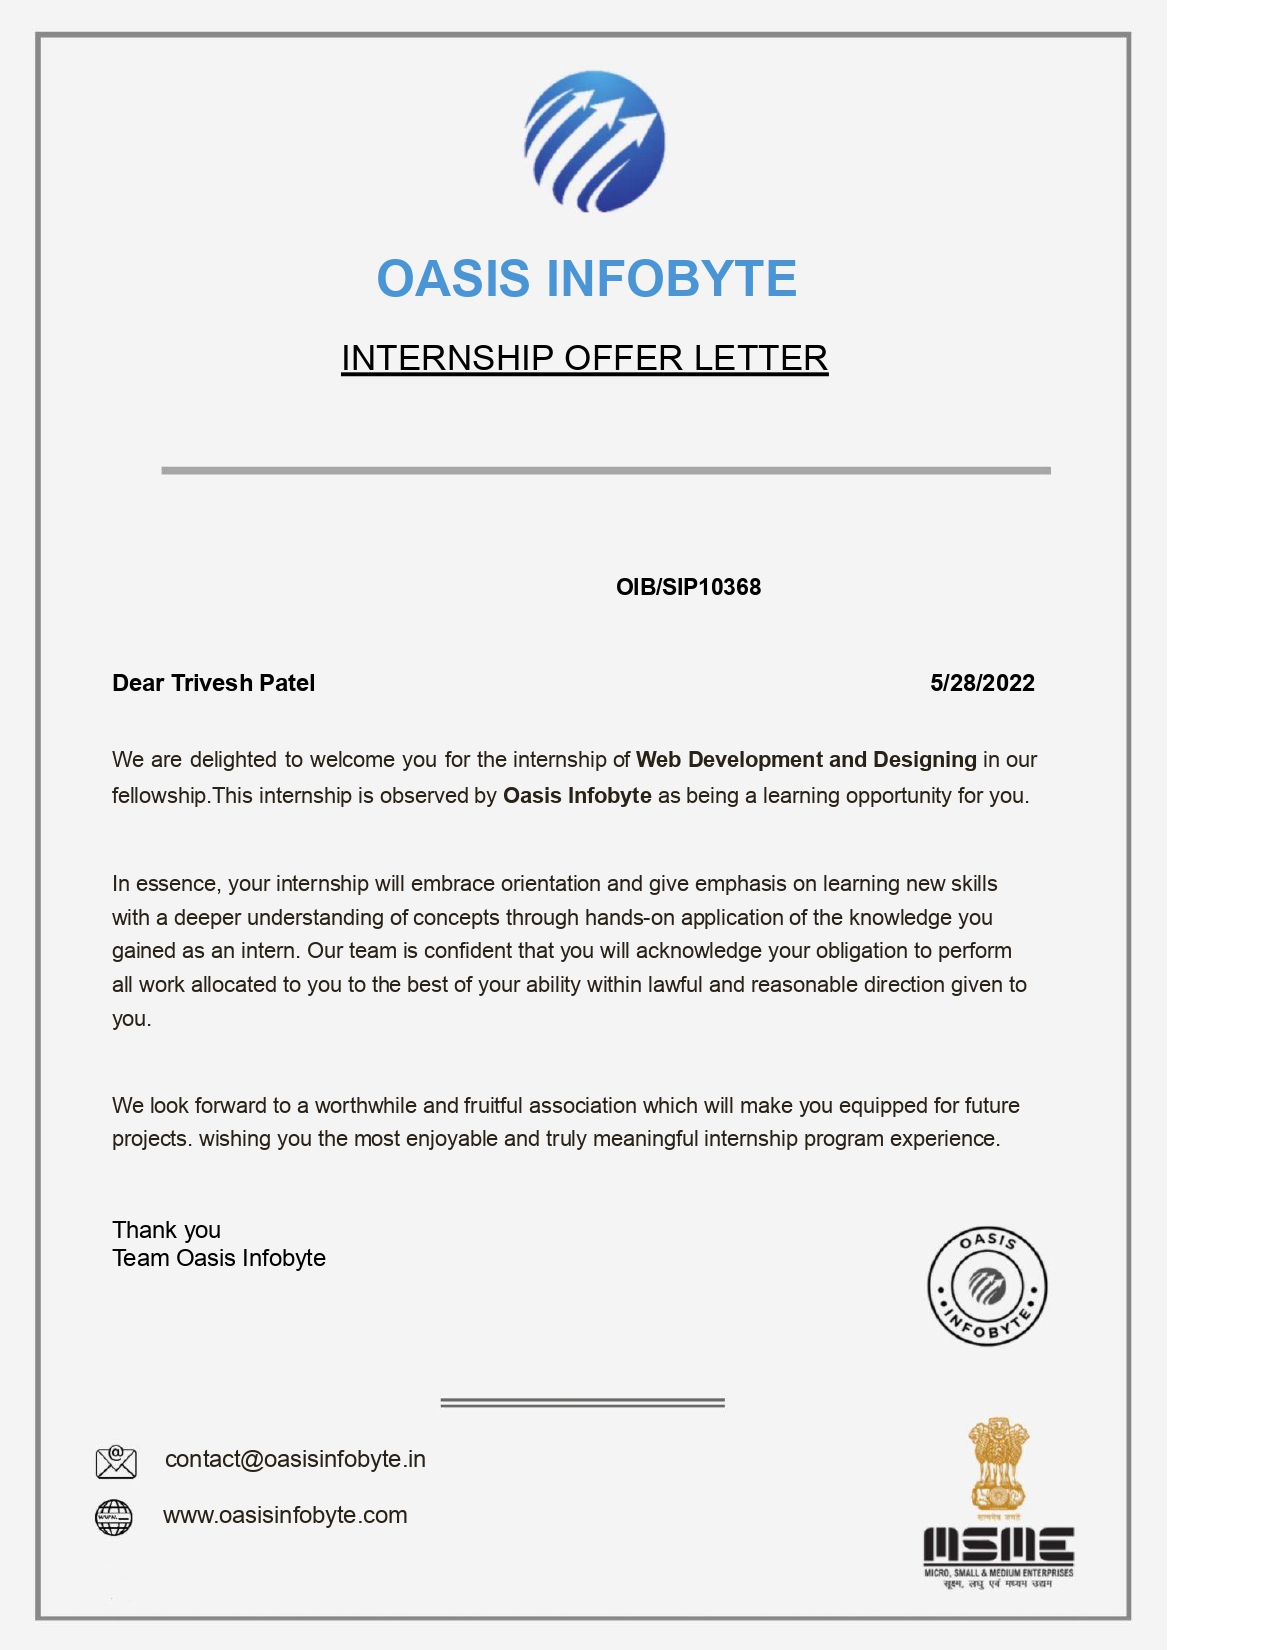 OASIS INFOBYTE
INTERNSHIP OFFER LETTER
OIB/SIP10368
Dear Trivesh Patel 5/28/2022
We are delighted to welcome you for the internship of Web Development and Designing in our
fellowship.This internship is observed by Oasis Infobyte as being a learning opportunity for you.
In essence, your internship will embrace orientation and give emphasis on learning new skills
with a deeper understanding of concepts through hands-on application of the knowledge you
gained as an intern. Our team is confident that you will acknowledge your obligation to perform
all work allocated to you to the best of your ability within lawful and reasonable direction given to
you.
We look forward to a worthwhile and fruitful association which will make you equipped for future
projects. wishing you the most enjoyable and truly meaningful internship program experience.
Thank you
Team Oasis Infobyte
OASIS
INFOBYTE
contact@oasisinfobyte.in
www.oasisinfobyte.com
सत्यमेव जयते
MSME
MICRO, SMALL & MEDIUM ENTERPRISES
सूक्ष्म, लघु एवं मध्यम उद्यम